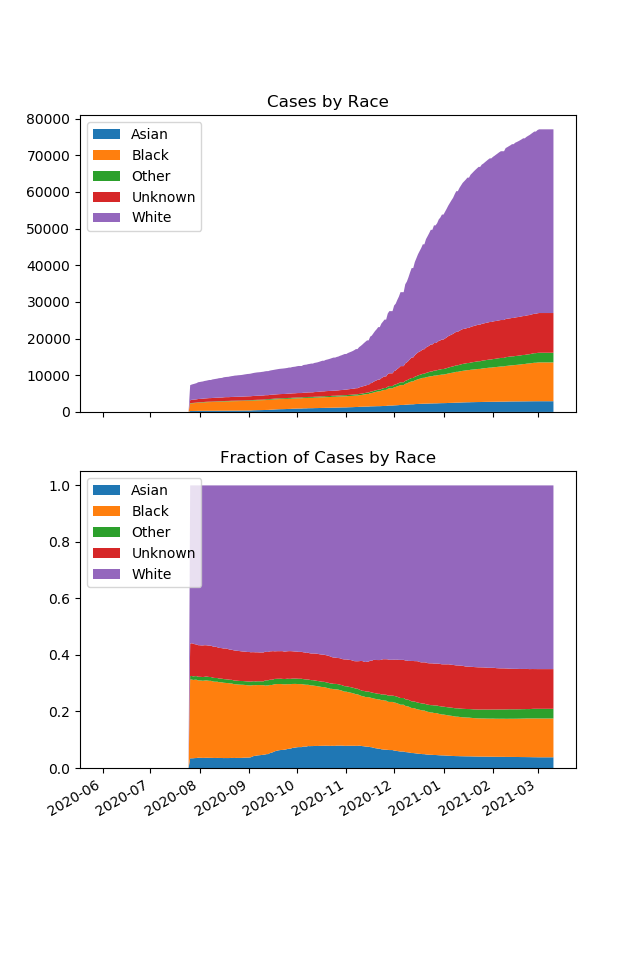 Cases by Race
80000
70000
60000
50000
40000
30000
20000
10000
0
Asian
Black
Other
Unknown
White
Fraction of Cases by Race
1.0
0.8
0.6
0.4
0.2
0.0
Asian
Black
Other
Unknown
White
2020-06
2020-07
2020-08
2020-09
2020-10
2020-11
2020-12
2021-01
2021-02
2021-03